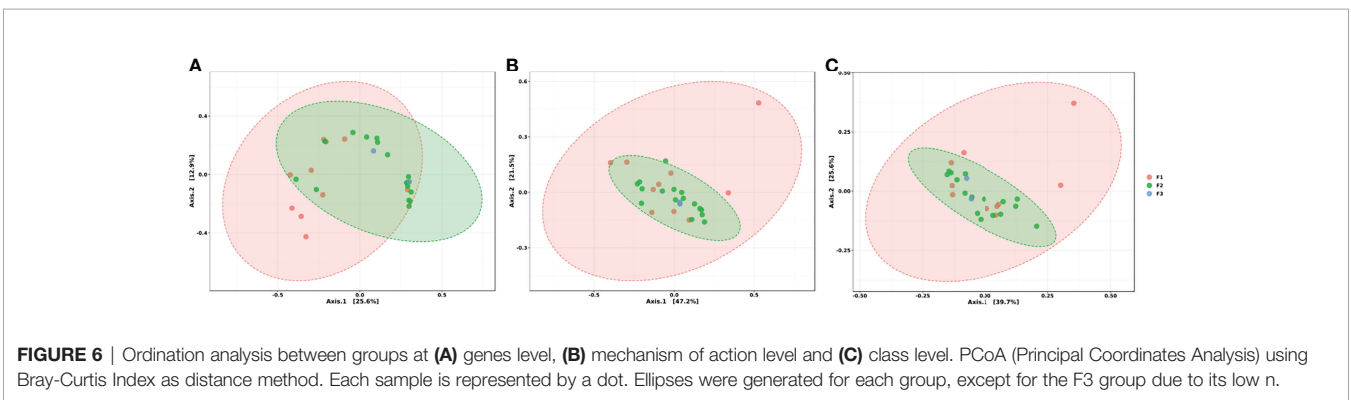 A
B
C
0.4
0.0
-0.4
Axis.2 [12.9%]
-0.5
0.0
0.5
Axis.1 [25.6%]
0.6
0.3
0.0
-0.3
Axis.2 [21.5%]
-0.5
0.0
0.5
Axis.1 [47.2%]
0.50
0.25
0.00
-0.25
Axis.2 [25.6%]
-0.50
-0.25
0.00
0.25
0.50
Axis.1 [39.7%]
F1
F2
F3
FIGURE 6 | Ordination analysis between groups at (A) genes level, (B) mechanism of action level and (C) class level. PCoA (Principal Coordinates Analysis) using
Bray-Curtis Index as distance method. Each sample is represented by a dot. Ellipses were generated for each group, except for the F3 group due to its low n.